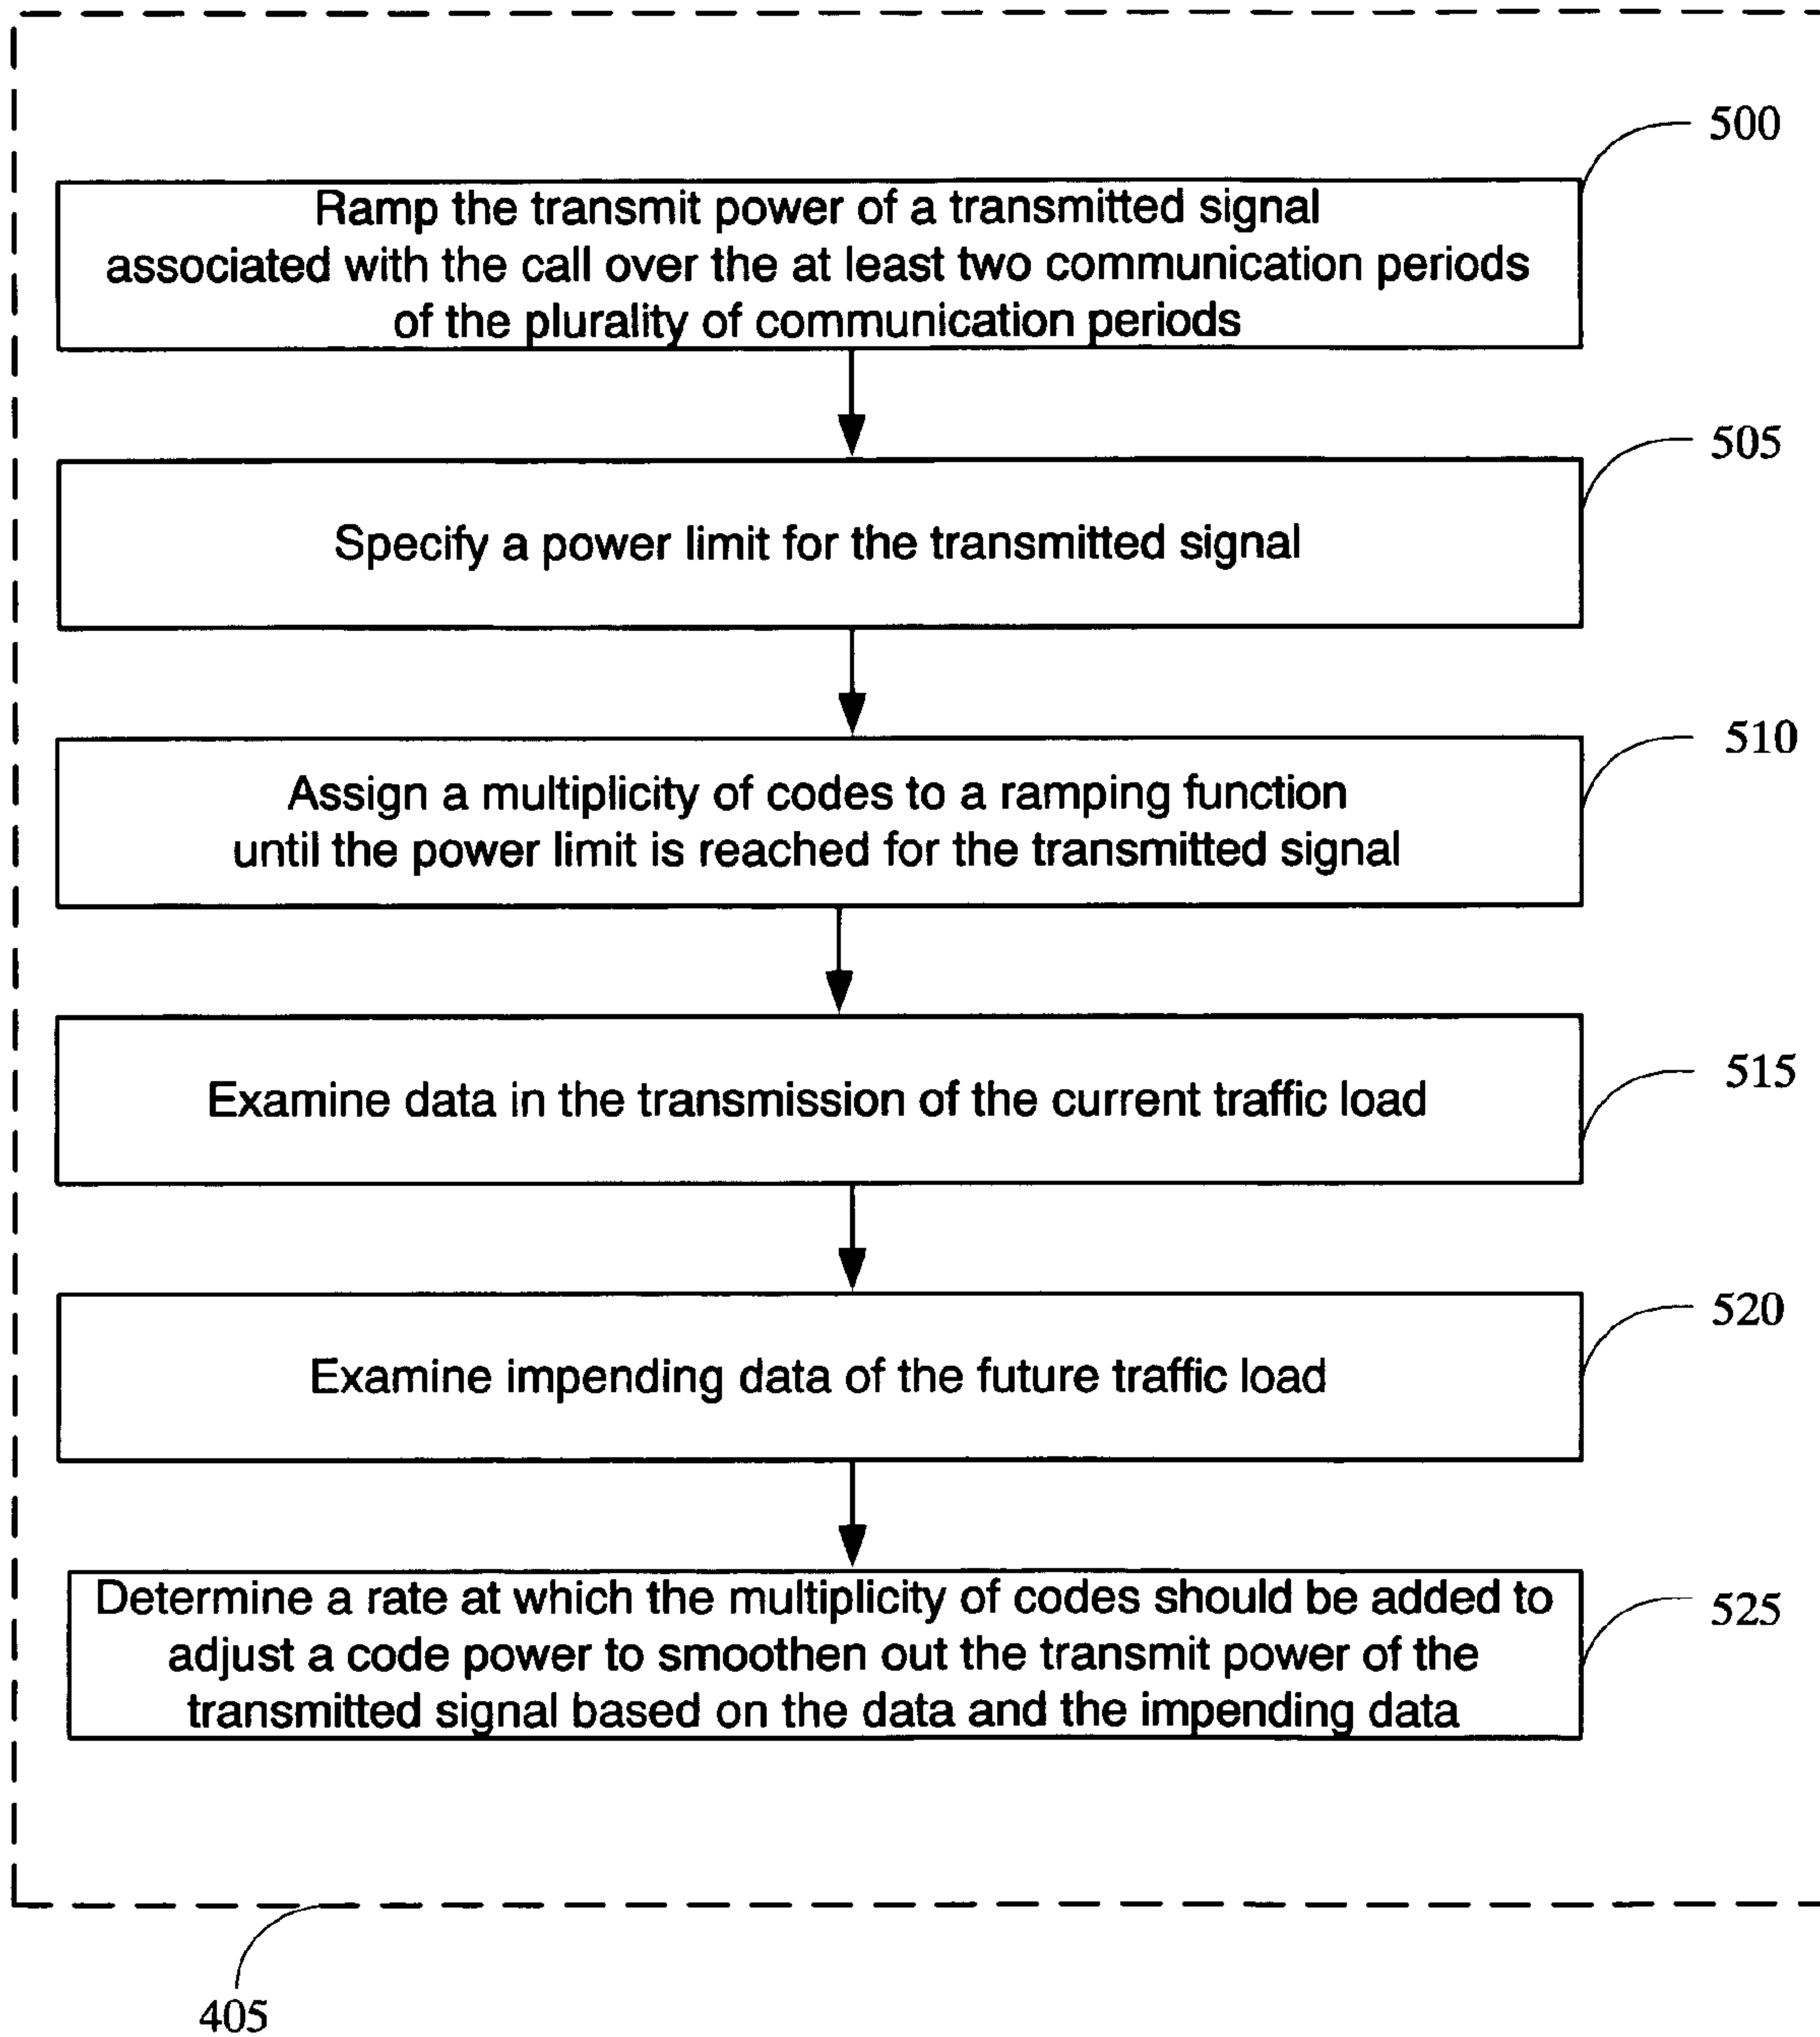 500
Ramp the transmit power of a transmitted signal
associated with the call over the at least two communication periods
of the plurality of communication periods
505
Specify a power limit for the transmitted signal
510
Assign a multiplicity of codes to a ramping function
until the power limit is reached for the transmitted signal
515
Examine data in the transmission of the current traffic load
520
Examine impending data of the future traffic load
525
Determine a rate at which the multiplicity of codes should be added to
adjust a code power to smoothen out the transmit power of the
transmitted signal based on the data and the impending data
405